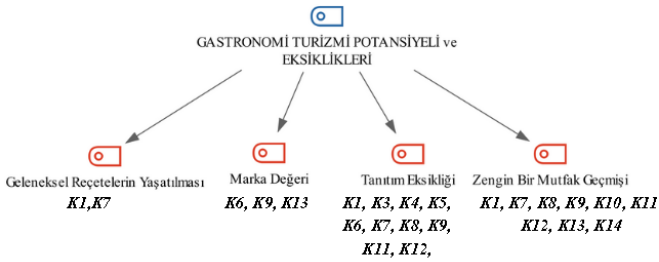 GASTRONOMİ TURİZMİ POTANSİYELİ ve
EKSİKLİKLERİ
Geleneksel Reçetelerin Yaşatılması
K1,K7
Marka Değeri
K6, K9, K13
Tanıtım Eksikliği
K1, K3, K4, K5,
K6, K7, K8, K9,
K11, K12,
Zengin Bir Mutfak Geçmişi
K1, K7, K8, K9, K10, K11
K12, K13, K14